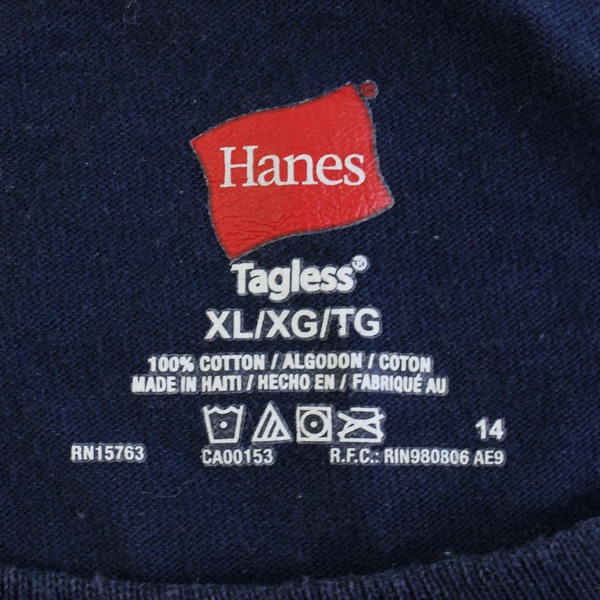 Hanes®
Tagless™
XL/XG/TG
100% COTTON / ALGODON / COTON
MADE IN HAITI / HECHO EN / FABRIQUÉ AU
14
RN15763 CA00153 R.F.C.: RIN980806 AE9